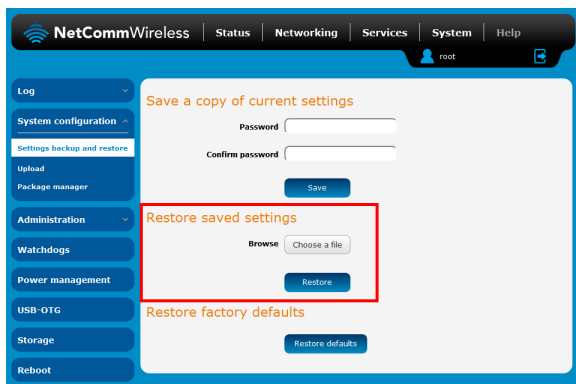 NetCommWireless Status Networking Services System Help
root
Log
System configuration
Settings backup and restore
Upload
Package manager
Administration
Watchdogs
Power management
USB-OTG
Storage
Reboot
Save a copy of current settings
Password
Confirm password
Save
Restore saved settings
Browse Choose a file
Restore
Restore factory defaults
Restore defaults